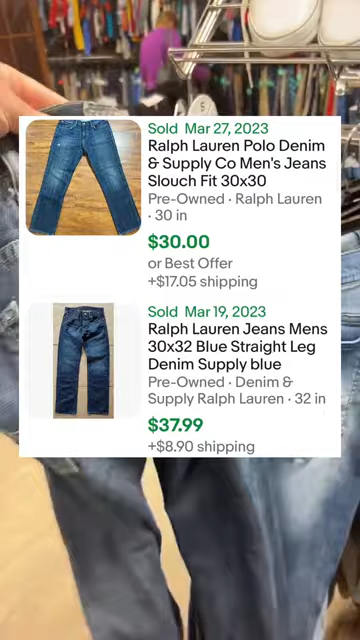 Sold Mar 27, 2023
Ralph Lauren Polo Denim
& Supply Co Men's Jeans
Slouch Fit 30x30
Pre-Owned · Ralph Lauren
· 30 in
$30.00
or Best Offer
+$17.05 shipping
Sold Mar 19, 2023
Ralph Lauren Jeans Mens
30x32 Blue Straight Leg
Denim Supply blue
Pre-Owned · Denim &
Supply Ralph Lauren · 32 in
$37.99
+$8.90 shipping